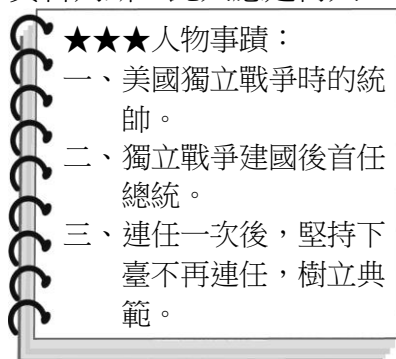 ★★★人物事蹟：
一、美國獨立戰爭時的統
帥。
二、獨立戰爭建國後首任
總統。
三、連任一次後，堅持下
臺不再連任，樹立典
範。